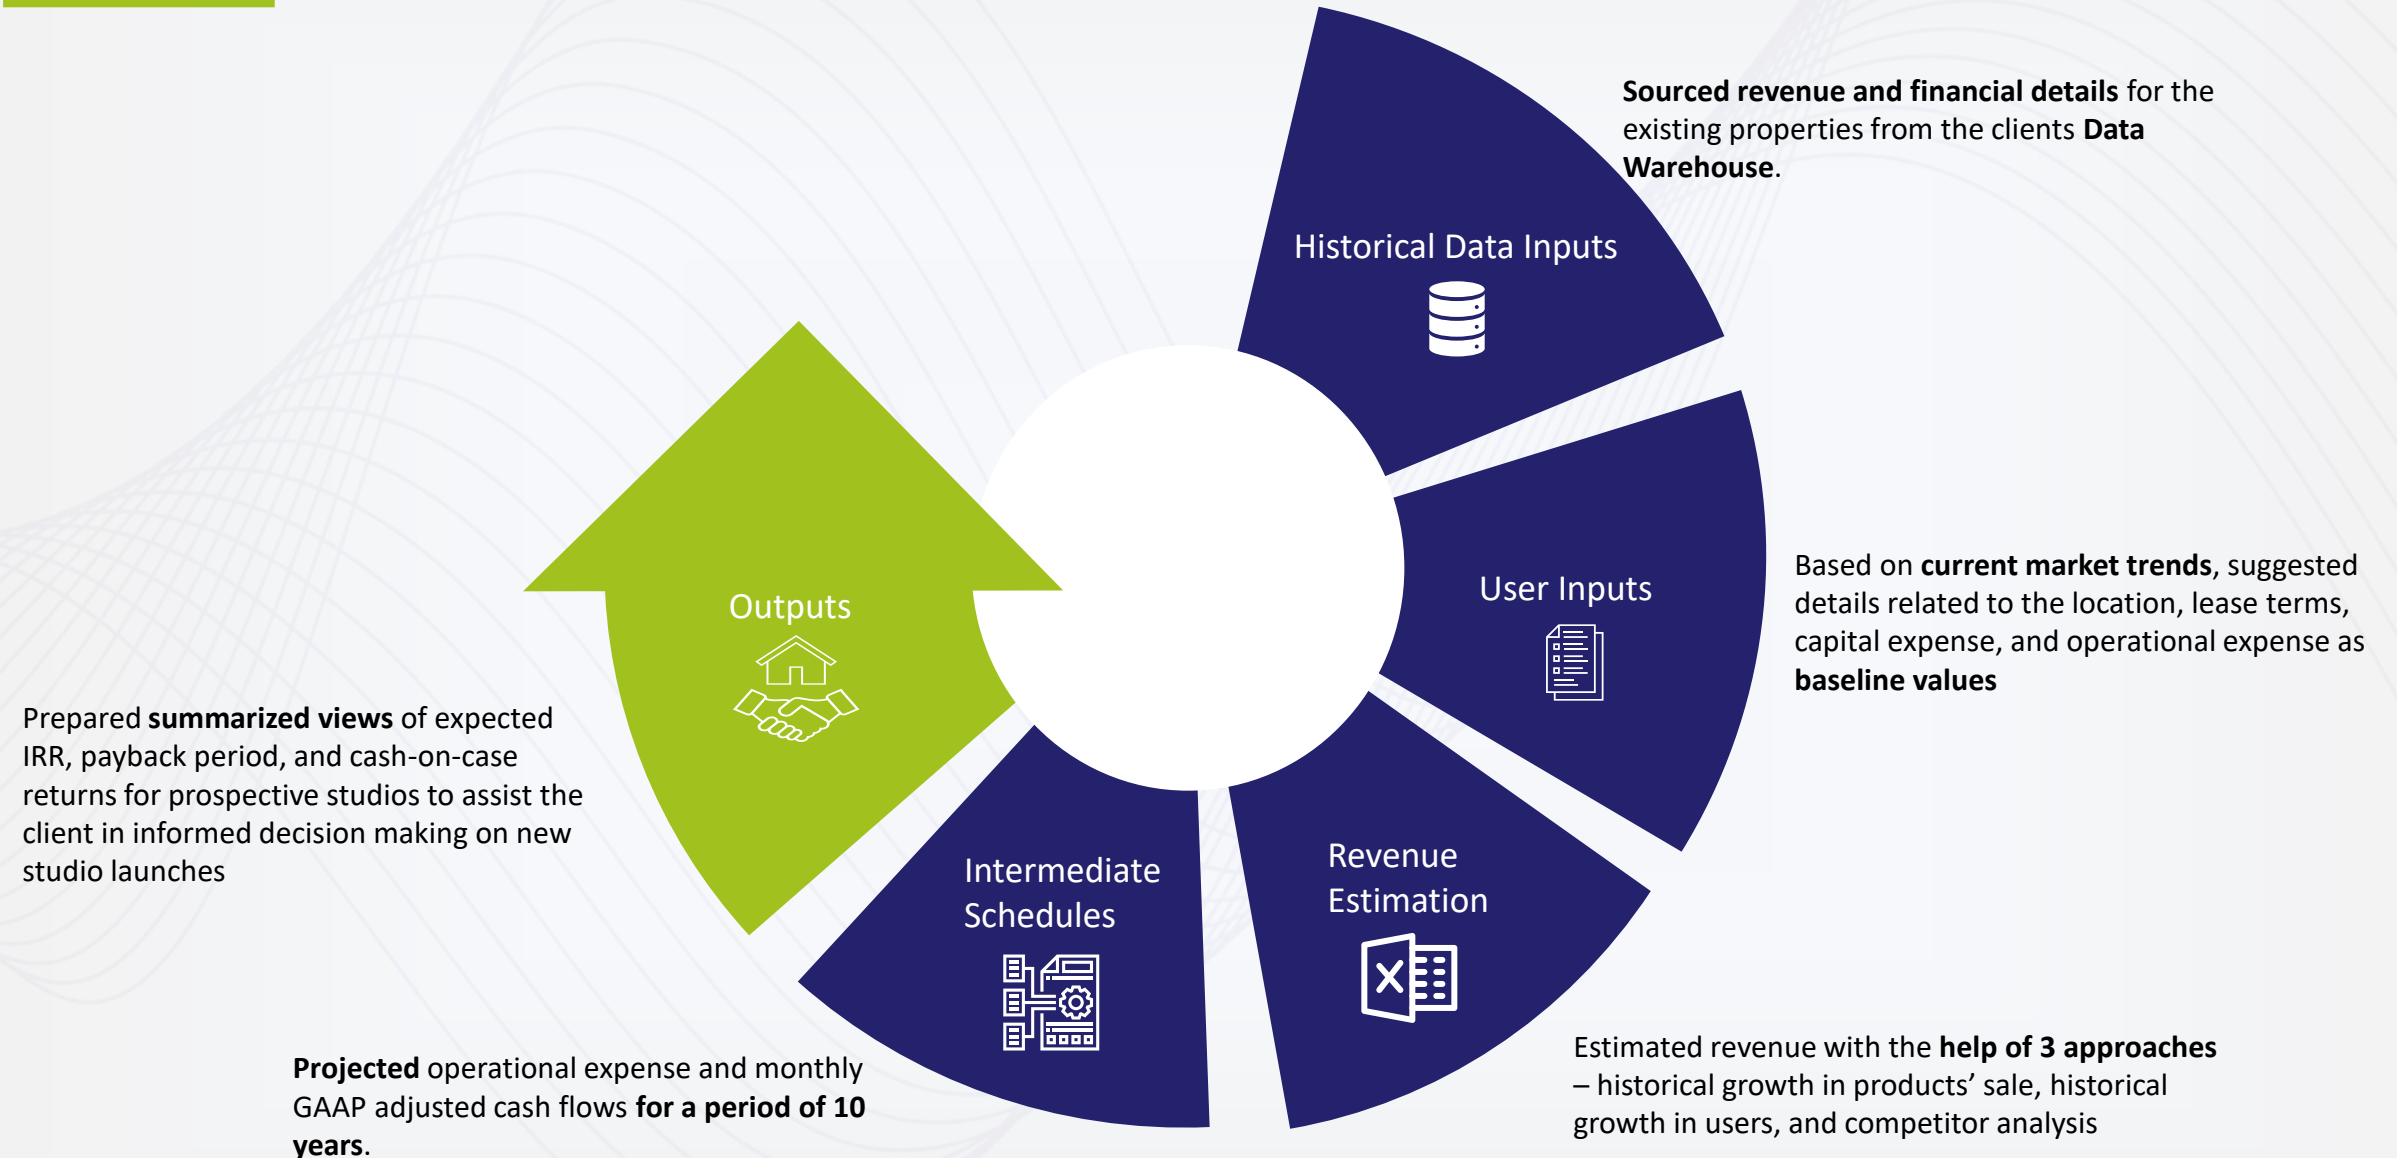 Sourced revenue and financial details for the
existing properties from the clients Data
Warehouse.
Historical Data Inputs
User Inputs
Based on current market trends, suggested
details related to the location, lease terms,
capital expense, and operational expense as
baseline values
Revenue
Estimation
Estimated revenue with the help of 3 approaches
– historical growth in products’ sale, historical
growth in users, and competitor analysis
Intermediate
Schedules
Projected operational expense and monthly
GAAP adjusted cash flows for a period of 10
years.
Outputs
Prepared summarized views of expected
IRR, payback period, and cash-on-case
returns for prospective studios to assist the
client in informed decision making on new
studio launches